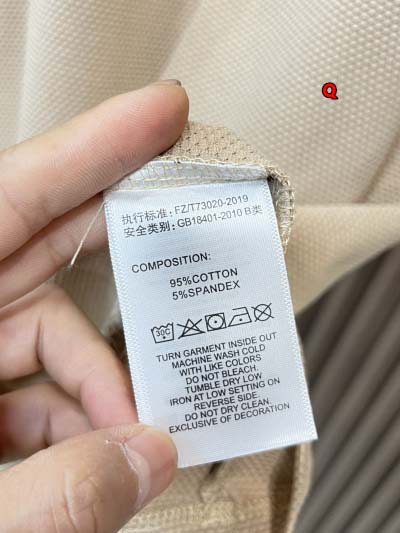 Q
执行标准: FZ/T73020-2019
安全类别: GB18401-2010 B类
COMPOSITION:
95%COTTON
5%SPANDEX
30C
TURN GARMENT INSIDE OUT
MACHINE WASH COLD
WITH LIKE COLORS
DO NOT BLEACH.
TUMBLE DRY LOW
IRON AT LOW SETTING ON
REVERSE SIDE.
DO NOT DRY CLEAN.
EXCLUSIVE OF DECORATION